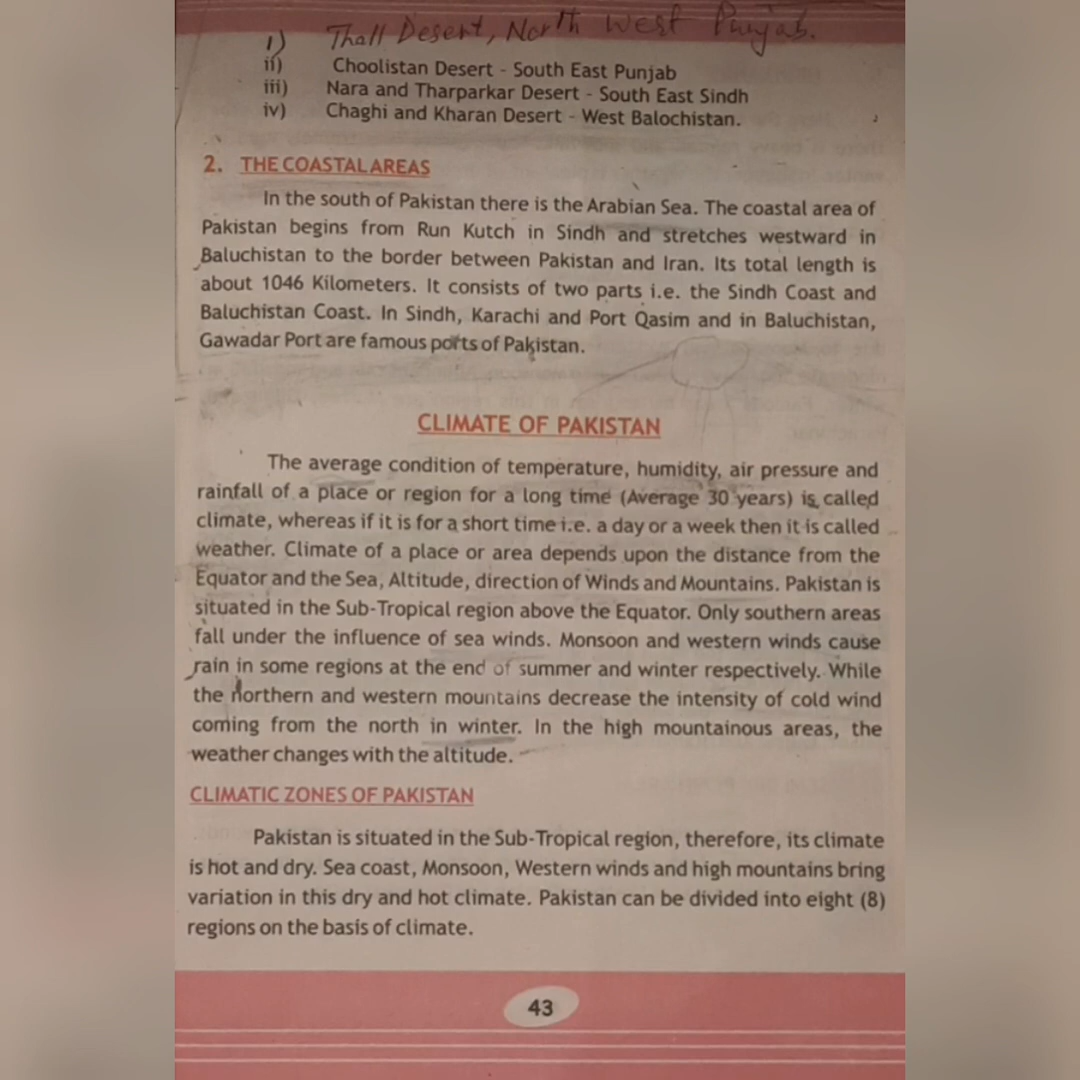 i) Thall Desert, North West Punjab.
ii) Choolistan Desert - South East Punjab
iii) Nara and Tharparkar Desert - South East Sindh
iv) Chaghi and Kharan Desert - West Balochistan.
2. THE COASTAL AREAS
In the south of Pakistan there is the Arabian Sea. The coastal area of
Pakistan begins from Run Kutch in Sindh and stretches westward in
Baluchistan to the border between Pakistan and Iran. Its total length is
about 1046 Kilometers. It consists of two parts i.e. the Sindh Coast and
Baluchistan Coast. In Sindh, Karachi and Port Qasim and in Baluchistan,
Gawadar Port are famous ports of Pakistan.
CLIMATE OF PAKISTAN
The average condition of temperature, humidity, air pressure and
rainfall of a place or region for a long time (Average 30 years) is called
climate, whereas if it is for a short time i.e. a day or a week then it is called
weather. Climate of a place or area depends upon the distance from the
Equator and the Sea, Altitude, direction of Winds and Mountains. Pakistan is
situated in the Sub-Tropical region above the Equator. Only southern areas
fall under the influence of sea winds. Monsoon and western winds cause
rain in some regions at the end of summer and winter respectively. While
the northern and western mountains decrease the intensity of cold wind
coming from the north in winter. In the high mountainous areas, the
weather changes with the altitude.
CLIMATIC ZONES OF PAKISTAN
Pakistan is situated in the Sub-Tropical region, therefore, its climate
is hot and dry. Sea coast, Monsoon, Western winds and high mountains bring
variation in this dry and hot climate. Pakistan can be divided into eight (8)
regions on the basis of climate.
43